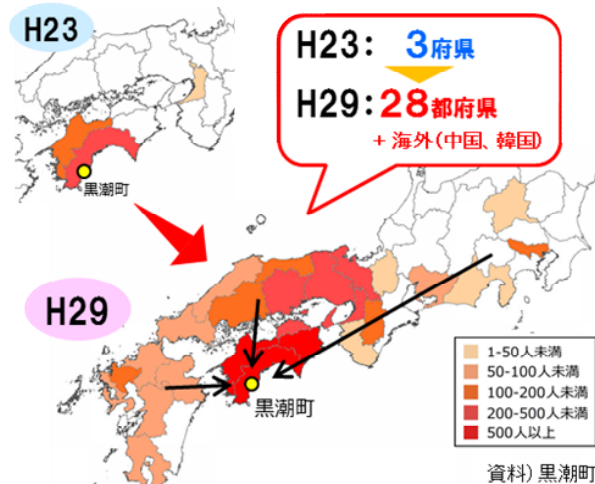 H23
H23: 3府県
H29:28都府県
+ 海外(中国、韓国)
黒潮町
H29
黒潮町
1-50人未満
50-100人未満
100-200人未満
200-500人未満
500人以上
資料) 黒潮町